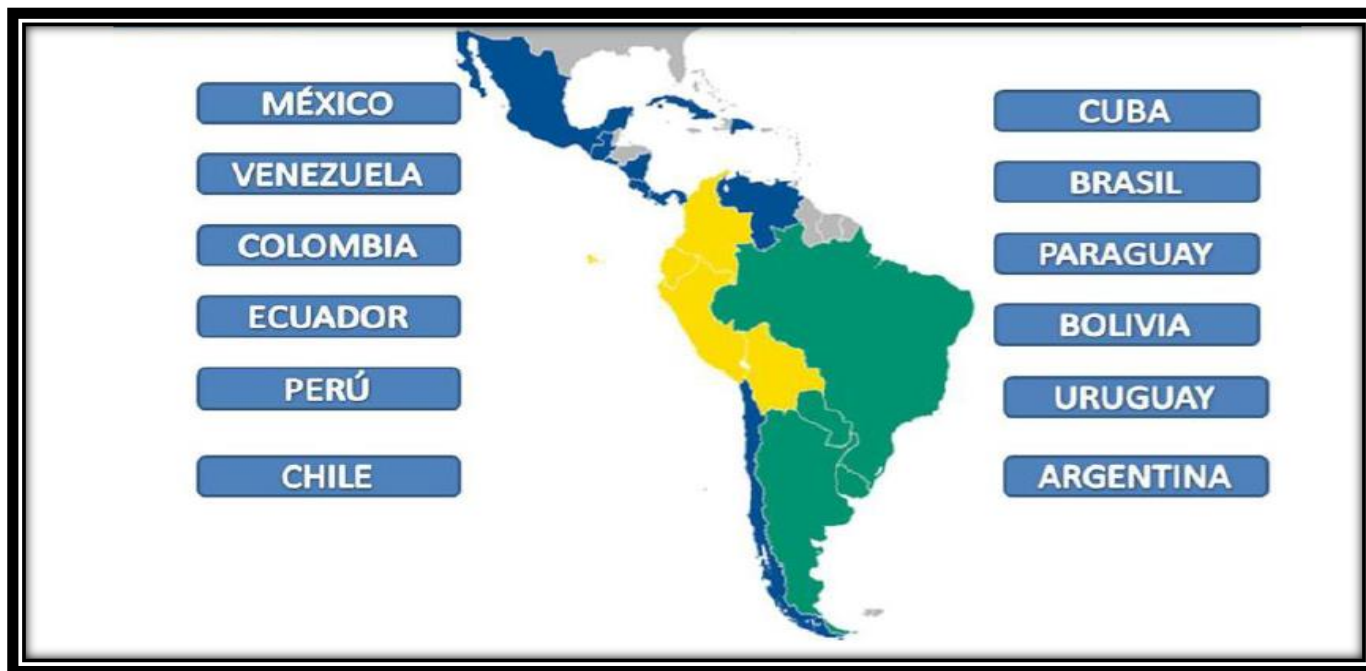 MÉXICO
VENEZUELA
COLOMBIA
ECUADOR
PERÚ
CHILE
CUBA
BRASIL
PARAGUAY
BOLIVIA
URUGUAY
ARGENTINA